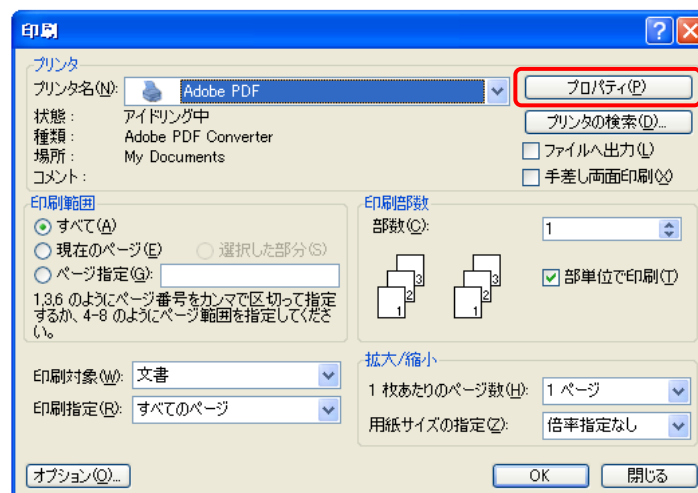 印刷
プリンタ
プリンタ名(N): Adobe PDF
プロパティ(P)
状態: アイドリング中
プリンタの検索(D)...
種類: Adobe PDF Converter
場所: My Documents
ファイルへ出力(L)
コメント:
手差し両面印刷(X)
印刷範囲
すべて(A)
現在のページ(E) 選択した部分(S)
ページ指定(G):
1,3,6 のようにページ番号をカンマで区切って指定
するか、4-8 のようにページ範囲を指定してくださ
い。
印刷部数
部数(C): 1
1 2 3 1 2 3
部単位で印刷(T)
印刷対象(W): 文書
印刷指定(R): すべてのページ
拡大/縮小
1 枚あたりのページ数(H): 1 ページ
用紙サイズの指定(Z): 倍率指定なし
オプション(O)...
OK
閉じる